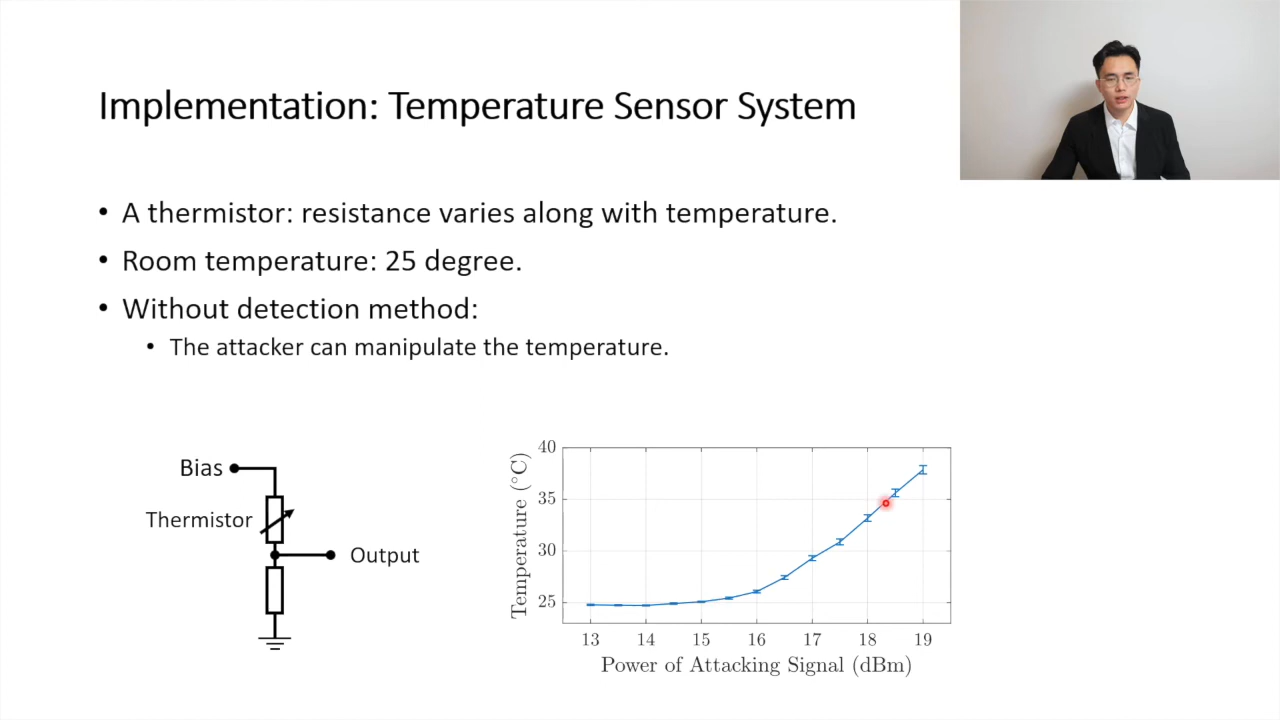 Implementation: Temperature Sensor System
• A thermistor: resistance varies along with temperature.
• Room temperature: 25 degree.
• Without detection method:
• The attacker can manipulate the temperature.
Bias
Thermistor
Output
Temperature (°C)
40
35
30
25
13 14 15 16 17 18 19
Power of Attacking Signal (dBm)